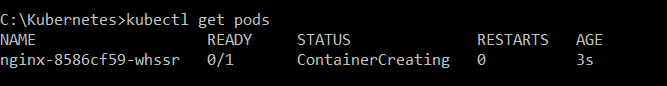 C:\Kubernetes>kubectl get pods
NAME READY STATUS RESTARTS AGE
nginx-8586cf59-whssr 0/1 ContainerCreating 0 3s